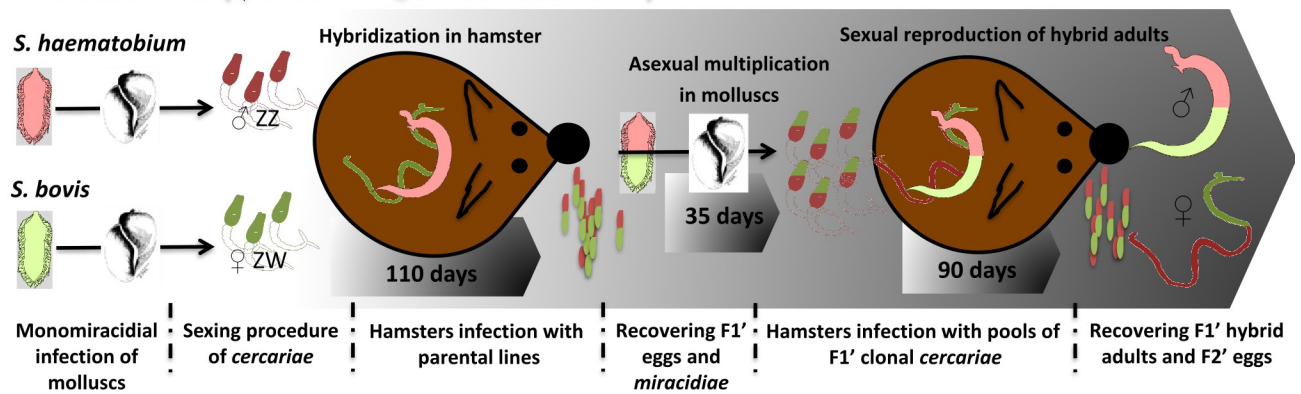 S. haematobium
♂ ZZ
S. bovis
♀ ZW
Hybridization in hamster
110 days
Asexual multiplication
in molluscs
35 days
Sexual reproduction of hybrid adults
90 days
♂
♀
Monomiracidial
infection of
molluscs
Sexing procedure
of cercariae
Hamsters infection with
parental lines
Recovering F1’
eggs and
miracidiae
Hamsters infection with pools of
F1’ clonal cercariae
Recovering F1’ hybrid
adults and F2’ eggs